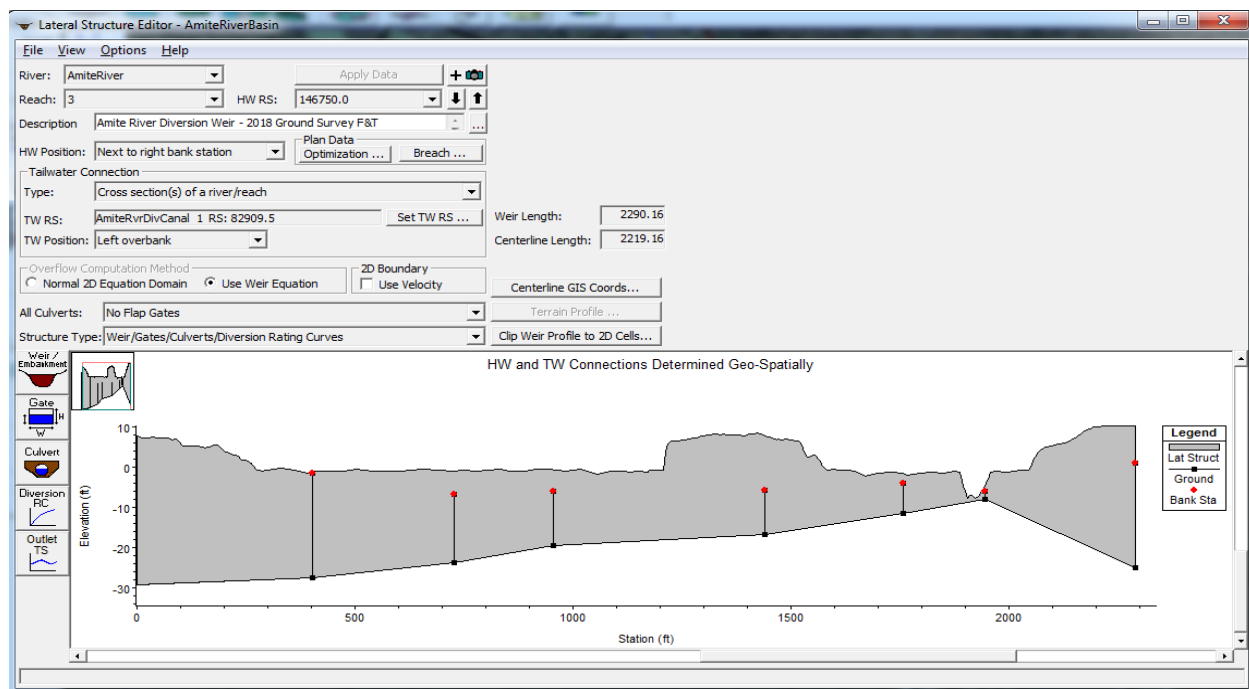 Lateral Structure Editor - AmiteRiverBasin
File View Options Help
River: AmiteRiver Apply Data +
Reach: 3 HW RS: 146750.0
Description Amite River Diversion Weir - 2018 Ground Survey F&T ...
HW Position: Next to right bank station Plan Data Optimization ... Breach ...
Tailwater Connection
Type: Cross section(s) of a river/reach
TW RS: AmiteRvrDivCanal 1 RS: 82909.5 Set TW RS ... Weir Length: 2290.16
TW Position: Left overbank Centerline Length: 2219.16
Overflow Computation Method 2D Boundary
Normal 2D Equation Domain Use Weir Equation Use Velocity Centerline GIS Coords...
All Culverts: No Flap Gates Terrain Profile ...
Structure Type: Weir/Gates/Culverts/Diversion Rating Curves Clip Weir Profile to 2D Cells...
Weir / Embankment
Gate
H
W
Culvert
Diversion RC
Outlet TS
HW and TW Connections Determined Geo-Spatially
10
0
-10
-20
-30
Elevation (ft)
0 500 1000 1500 2000
Station (ft)
Legend
Lat Struct
Ground
Bank Sta